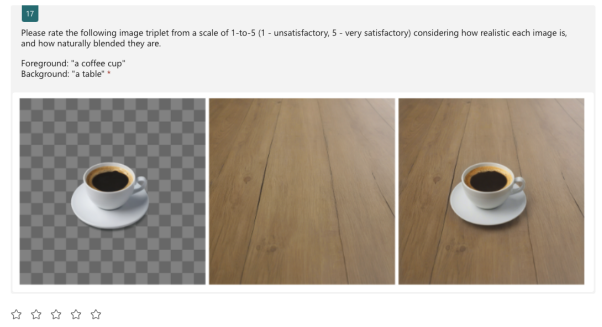 17
Please rate the following image triplet from a scale of 1-to-5 (1 - unsatisfactory, 5 - very satisfactory) considering how realistic each image is,
and how naturally blended they are.
Foreground: "a coffee cup"
Background: "a table" *